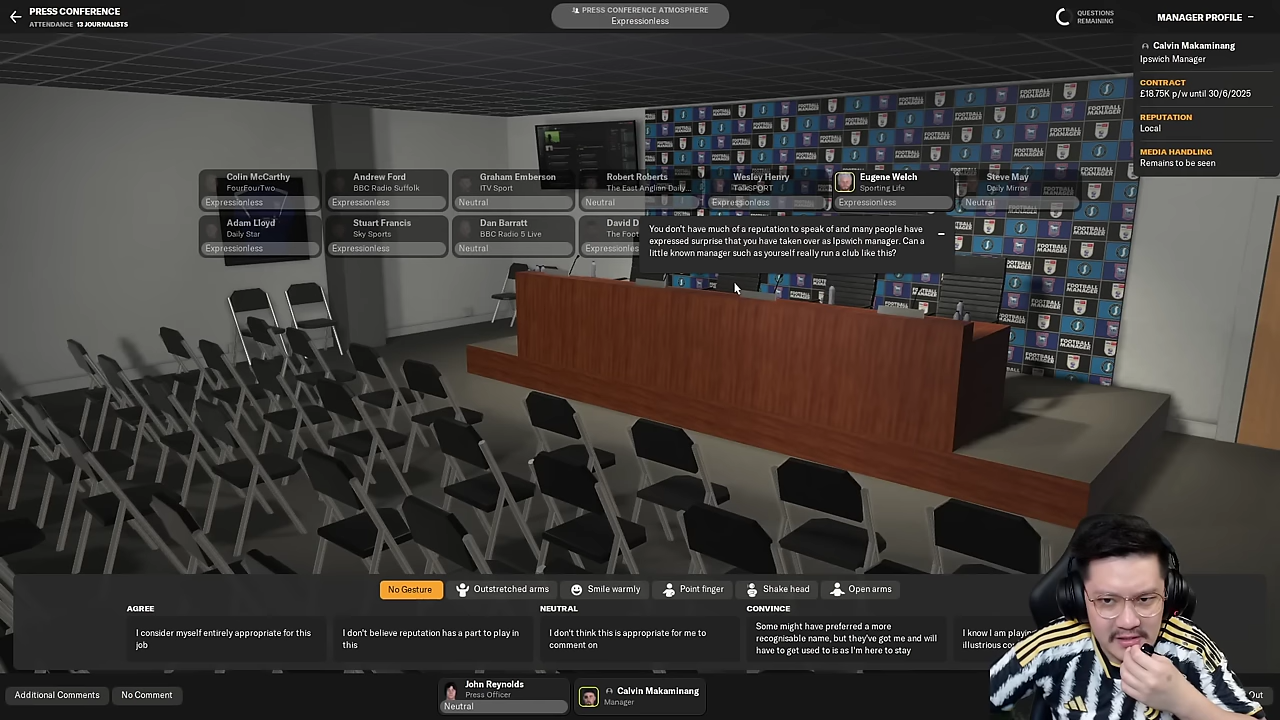 PRESS CONFERENCE
ATTENDANCE 13 JOURNALISTS
PRESS CONFERENCE ATMOSPHERE
Expressionless
QUESTIONS
REMAINING
MANAGER PROFILE
Calvin Makaminang
Ipswich Manager
CONTRACT
£18.75K p/w until 30/6/2025
REPUTATION
Local
MEDIA HANDLING
Remains to be seen
Colin McCarthy
FourFourTwo
Expressionless
Andrew Ford
BBC Radio Suffolk
Expressionless
Graham Emberson
ITV Sport
Neutral
Robert Roberts
The East Anglian Daily...
Neutral
Wesley Henry
TalkSPORT
Expressionless
Eugene Welch
Sporting Life
Expressionless
Steve May
Daily Mirror
Neutral
Adam Lloyd
Daily Star
Expressionless
Stuart Francis
Sky Sports
Expressionless
Dan Barratt
BBC Radio 5 Live
Neutral
David D
The Foot
Expressionles
You don't have much of a reputation to speak of and many people have
expressed surprise that you have taken over as Ipswich manager. Can a
little known manager such as yourself really run a club like this?
FOOTBALL MANAGER
No Gesture
Outstretched arms
Smile warmly
Point finger
Shake head
Open arms
AGREE
NEUTRAL
CONVINCE
I consider myself entirely appropriate for this
job
I don't believe reputation has a part to play in
this
I don't think this is appropriate for me to
comment on
Some might have preferred a more
recognisable name, but they've got me and will
have to get used to is as I'm here to stay
I know I am
illustrious
Additional Comments
No Comment
John Reynolds
Press Officer
Neutral
Calvin Makaminang
Manager
Out